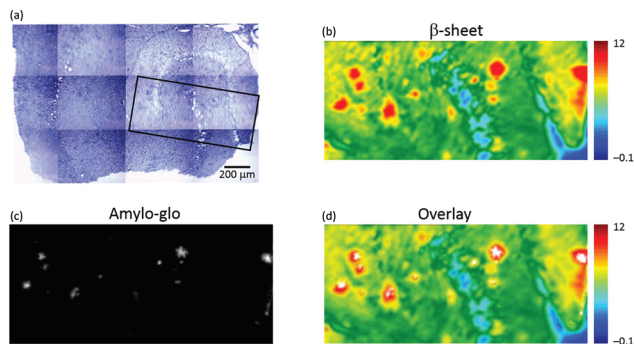 (a)
200 μm
(b)
β-sheet
12
–0.1
(c)
Amylo-glo
(d)
Overlay
12
–0.1